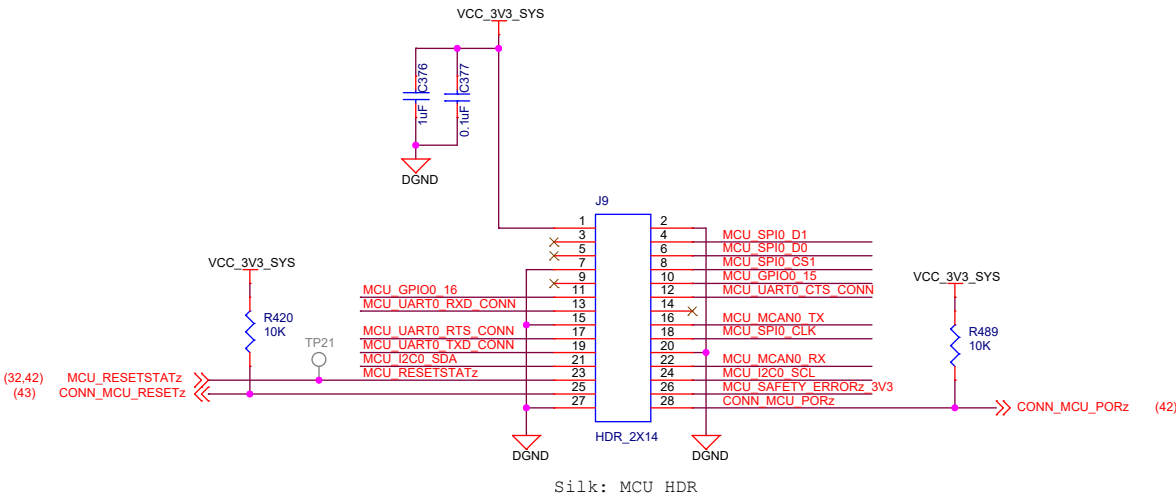 VCC_3V3_SYS
C376
1uF
C377
0.1uF
DGND
J9
1 2
3 4 MCU_SPI0_D1
5 6 MCU_SPI0_D0
7 8 MCU_SPI0_CS1
VCC_3V3_SYS
9 10 MCU_GPIO0_15
VCC_3V3_SYS
MCU_GPIO0_16 11 12 MCU_UART0_CTS_CONN
MCU_UART0_RXD_CONN 13 14
15 16 MCU_MCAN0_TX
R420
10K
MCU_UART0_RTS_CONN 17 18 MCU_SPI0_CLK
R489
10K
TP21
MCU_UART0_TXD_CONN 19 20
MCU_I2C0_SDA 21 22 MCU_MCAN0_RX
(32,42) MCU_RESETSTATz MCU_RESETSTATz 23 24 MCU_I2C0_SCL
(43) CONN_MCU_RESETz 25 26 MCU_SAFETY_ERRORz_3V3
27 28 CONN_MCU_PORz CONN_MCU_PORz (42)
HDR_2X14
DGND DGND
Silk: MCU HDR